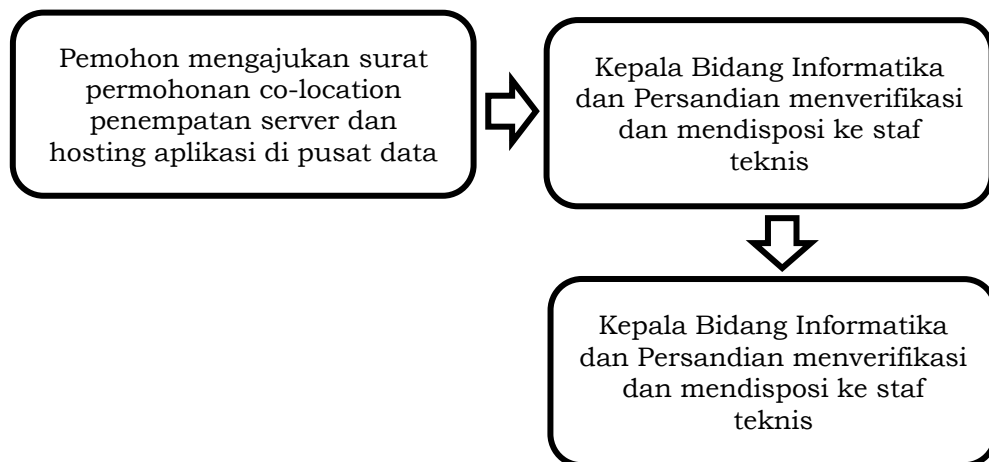 Pemohon mengajukan surat
permohonan co-location
penempatan server dan
hosting aplikasi di pusat data
Kepala Bidang Informatika
dan Persandian menverifikasi
dan mendisposi ke staf
teknis
Kepala Bidang Informatika
dan Persandian menverifikasi
dan mendisposi ke staf
teknis